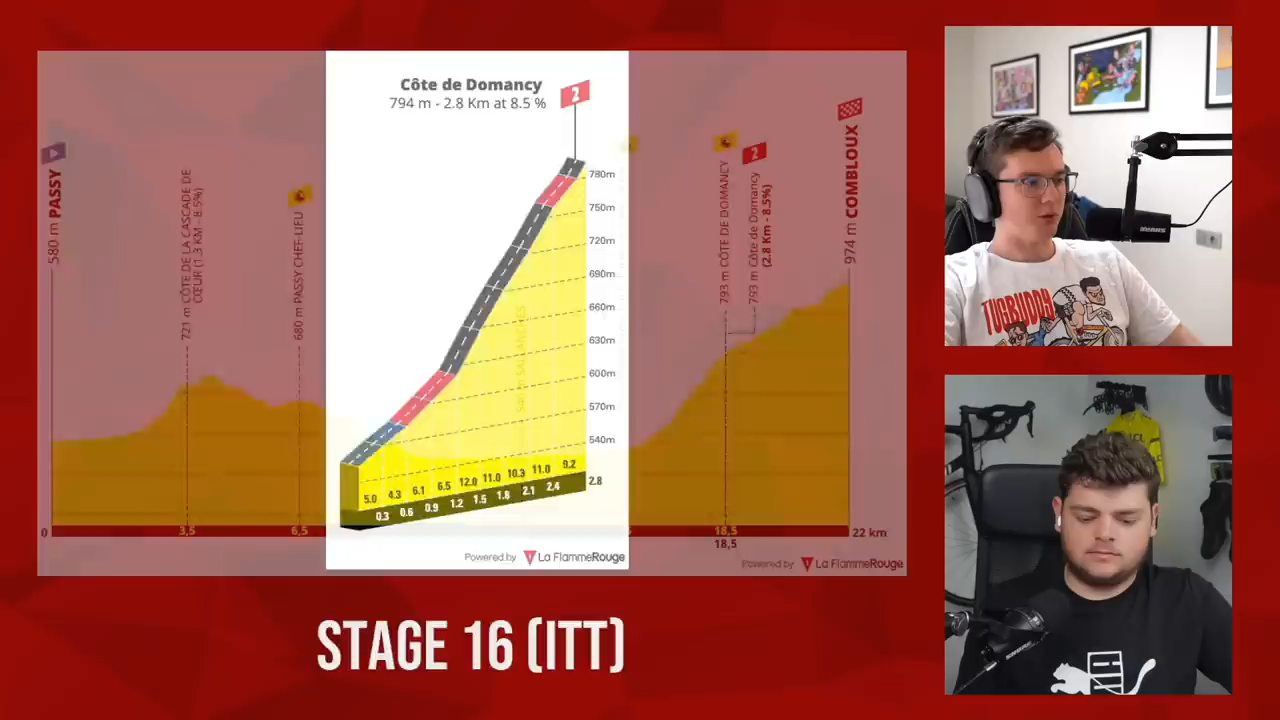 Côte de Domancy
794 m - 2.8 Km at 8.5 %
2
780m
750m
720m
690m
660m
630m
600m
570m
540m
5.0 4.3 6.1 6.5 12.0 11.0 10.3 11.0 9.2
0.3 0.6 0.9 1.2 1.5 1.8 2.1 2.4 2.8
Powered by La FlammeRouge
580 m PASSY
721 m CÔTE DE LA CASCADE DE
CŒUR (1.3 KM - 8.5%)
680 m PASSY CHEF-LIEU
793 m CÔTE DE DOMANCY
2
793 m Côte de Domancy
(2.8 Km - 8.5%)
974 m COMBLOUX
0
3,5
6,5
18,5
18,5
22 km
Powered by La FlammeRouge
STAGE 16 (ITT)
TUGBUDDY